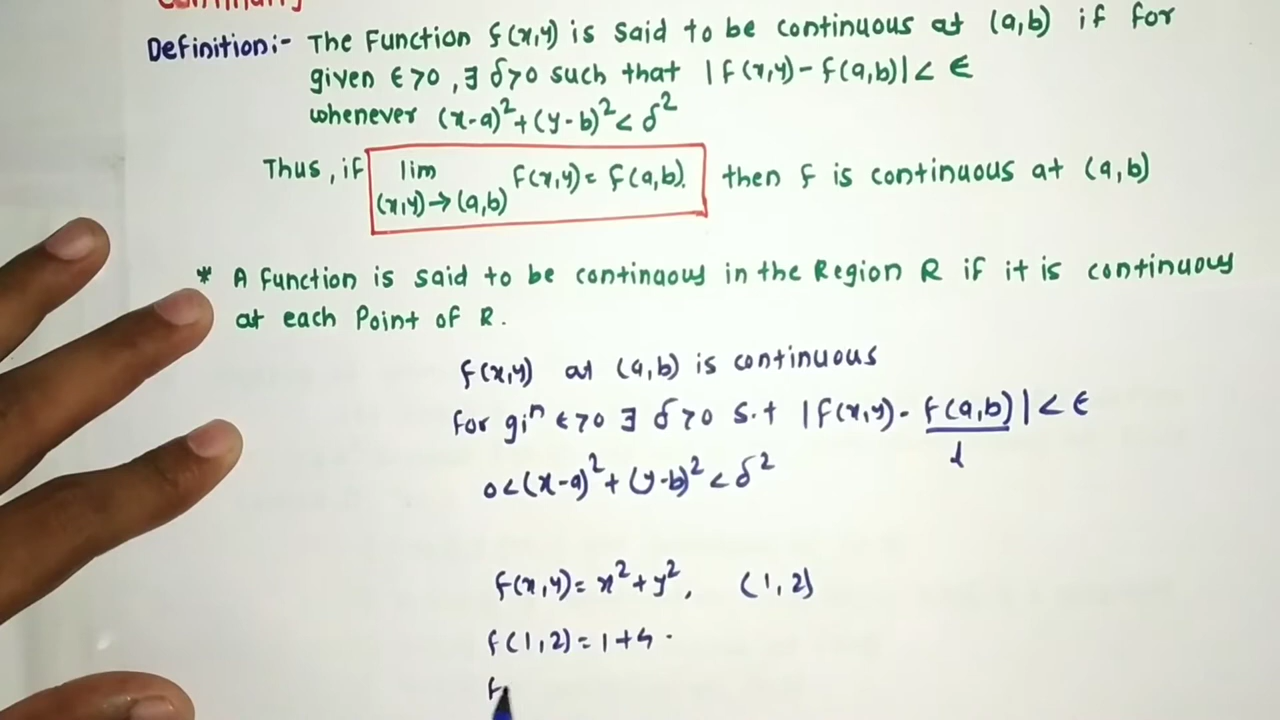 Continuity
Definition:- The Function f(x,y) is said to be continuous at (a,b) if for
given ϵ>0, ∃ δ>0 such that |f(x,y)-f(a,b)|< ϵ
whenever (x-a)²+(y-b)²<δ²
Thus, if lim (x,y)→(a,b) f(x,y)= f(a,b). then f is continuous at (a,b)
* A function is said to be continuous in the Region R if it is continuous
at each Point of R.
f(x,y) at (a,b) is continuous
for giⁿ ϵ>0 ∃ δ>0 s.t |f(x,y)- f(a,b)|< ϵ
l
0<(x-a)²+(y-b)²<δ²
f(x,y)= x²+y², (1,2)
f(1,2)= 1+4.
f